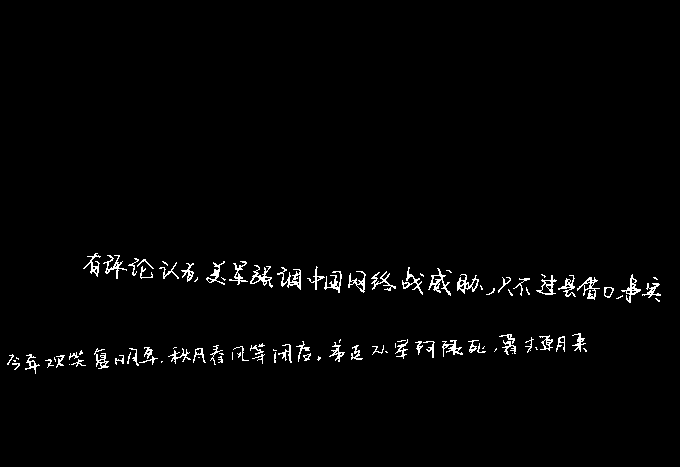 有评论认为,美军强调中国网络战威胁,只不过是借口,事实
今年欢笑复明年,秋月春风等闲度。弟走从军阿姨死,暮去朝来